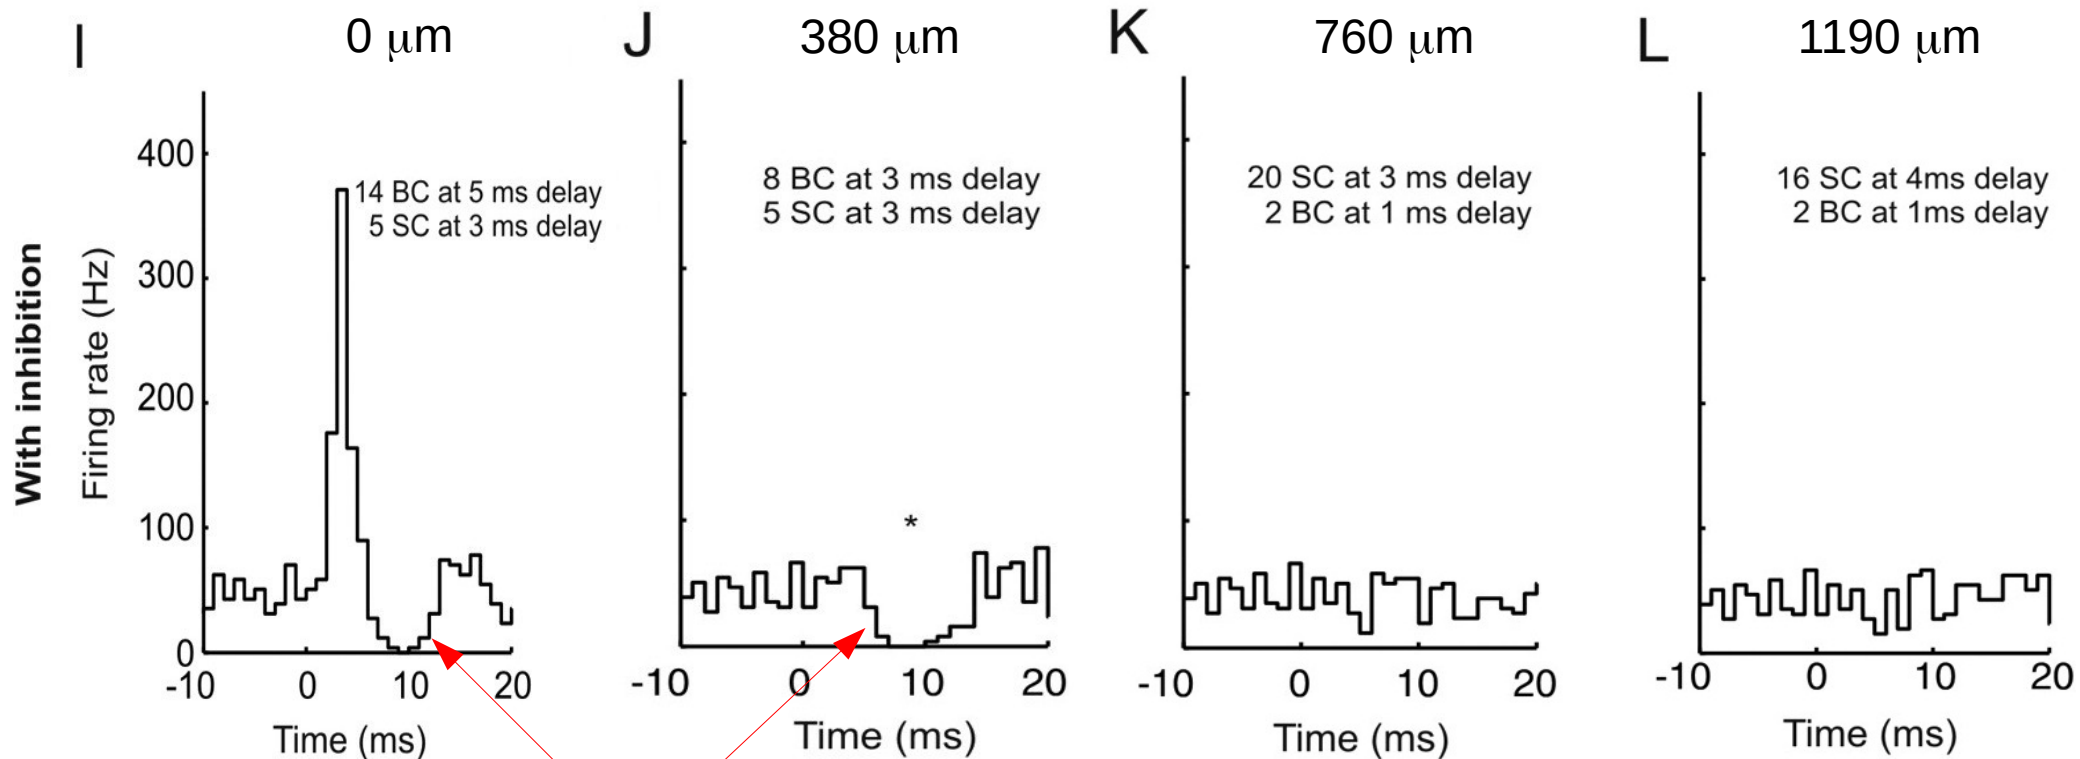 I
0 μm
J
380 μm
K
760 μm
L
1190 μm
With inhibition
Firing rate (Hz)
400
300
200
100
0
14 BC at 5 ms delay
5 SC at 3 ms delay
8 BC at 3 ms delay
5 SC at 3 ms delay
20 SC at 3 ms delay
2 BC at 1 ms delay
16 SC at 4ms delay
2 BC at 1ms delay
*
-10 0 10 20
-10 0 10 20
-10 0 10 20
-10 0 10 20
Time (ms)
Time (ms)
Time (ms)
Time (ms)